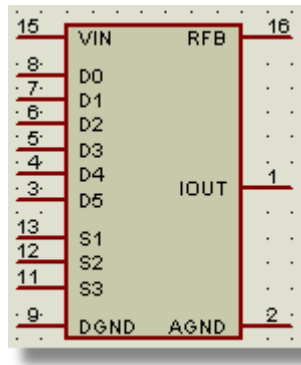 15 VIN RFB 16
8 D0
7 D1
6 D2
5 D3
4 D4
3 D5 IOUT 1
13 S1
12 S2
11 S3
9 DGND AGND 2